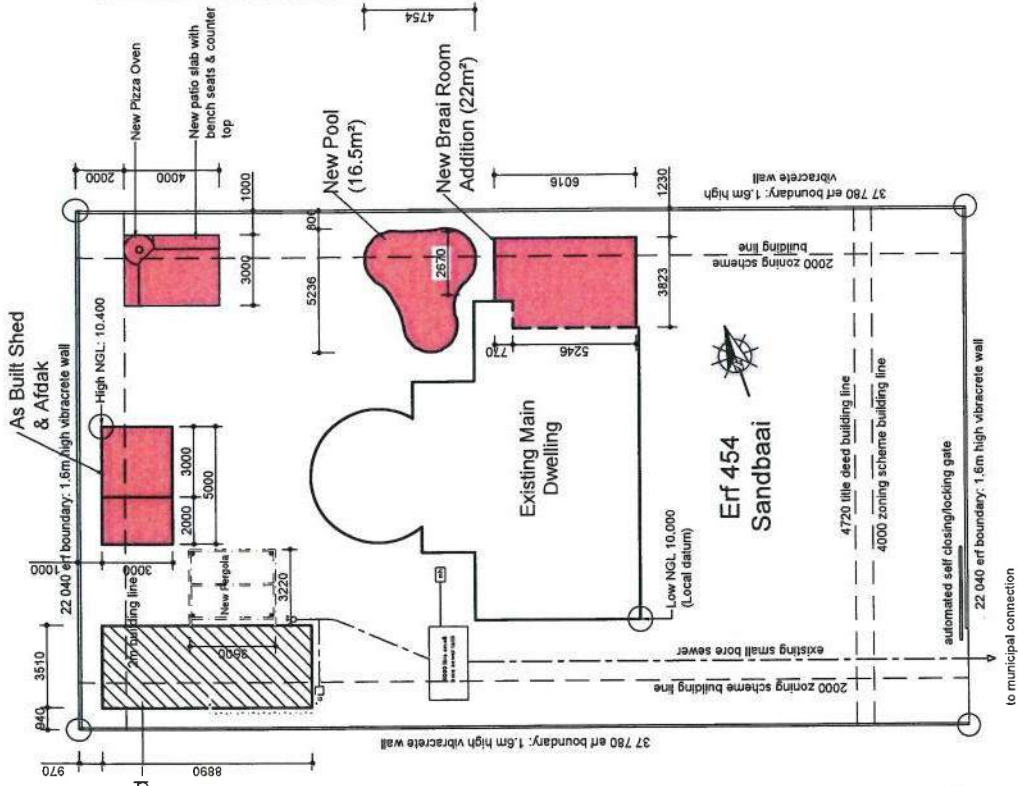 4754
New Pizza Oven
New patio slab with
bench seats & counter
top
2000
4000
1000
3000
As Built Shed
& Afdak
High NGL: 10.400
22 040 erf boundary: 1.6m high vibracrete wall
1000
3000
3000
2000
5000
2m building line
3510
940
970
8890
New Pergola
3600
3220
New Pool
(16.5m²)
806
5236
2670
New Braai Room
Addition (22m²)
6016
1230
3823
770
5246
37 780 erf boundary: 1.6m high
vibracrete wall
2000 zoning scheme
building line
Existing Main
Dwelling
Erf 454
Sandbaai
Low NGL 10,000
(Local datum)
4720 title deed building line
4000 zoning scheme building line
existing small bore sewer
2000 zoning scheme building line
37 780 erf boundary: 1.6m high vibracrete wall
automated self closing/locking gate
22 040 erf boundary: 1.6m high vibracrete wall
to municipal connection